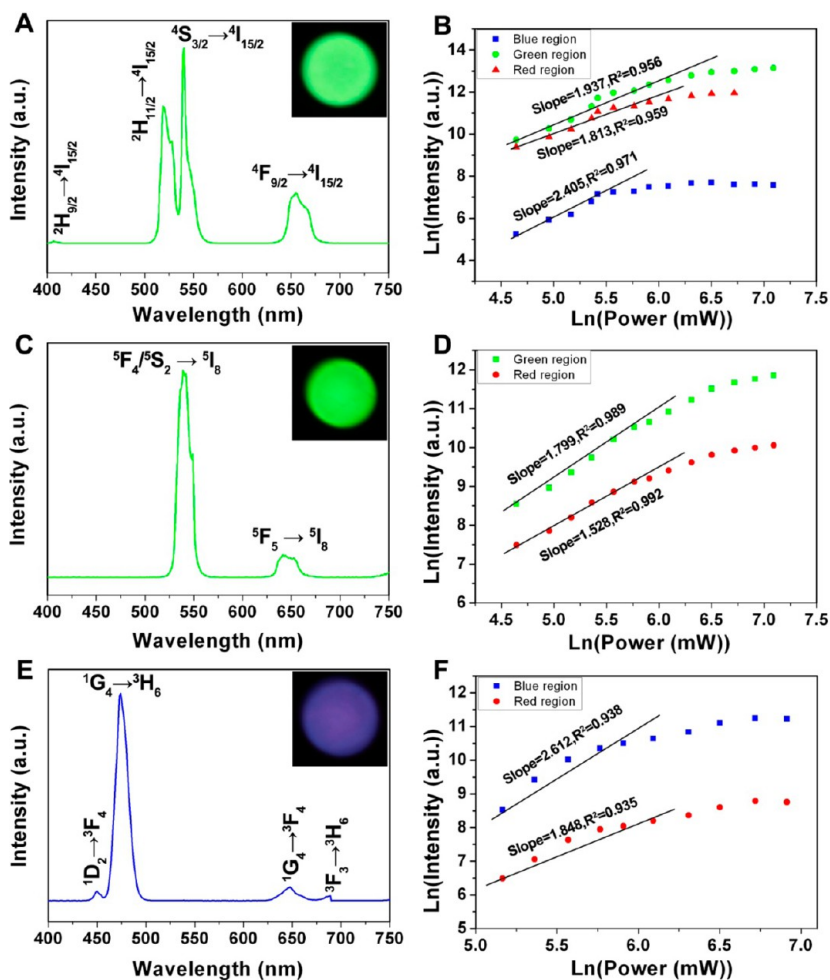 A
⁴S₃/₂→⁴I₁₅/₂
²H₁₁/₂→⁴I₁₅/₂
²H₉/₂→⁴I₁₅/₂
⁴F₉/₂→⁴I₁₅/₂
Intensity (a.u.)
400 450 500 550 600 650 700 750
Wavelength (nm)
B
Blue region
Green region
Red region
Slope=1.937,R²=0.956
Slope=1.813,R²=0.959
Slope=2.405,R²=0.971
Ln(Intensity (a.u.))
14
13
12
10
8
6
4
4.5 5.0 5.5 6.0 6.5 7.0
Ln(Power (mW))
C
⁵F₄/⁵S₂ → ⁵I₈
⁵F₅ → ⁵I₈
Intensity (a.u.)
400 450 500 550 600 650 700 750
Wavelength (nm)
D
Green region
Red region
Slope=1.799,R²=0.989
Slope=1.528,R²=0.992
Ln(Intensity (a.u.))
12
11
10
9
8
7
6
4.5 5.0 5.5 6.0 6.5 7.0
Ln(Power (mW))
E
¹G₄→³H₆
¹D₂→³F₄
¹G₄→³F₄
³F₃→³H₆
Intensity (a.u.)
400 450 500 550 600 650 700 750
Wavelength (nm)
F
Blue region
Red region
Slope=2.612,R²=0.938
Slope=1.848,R²=0.935
Ln(Intensity (a.u.))
12
11
10
9
8
7
6
5
5.0 5.5 6.0 6.5 7.0
Ln(Power (mW))